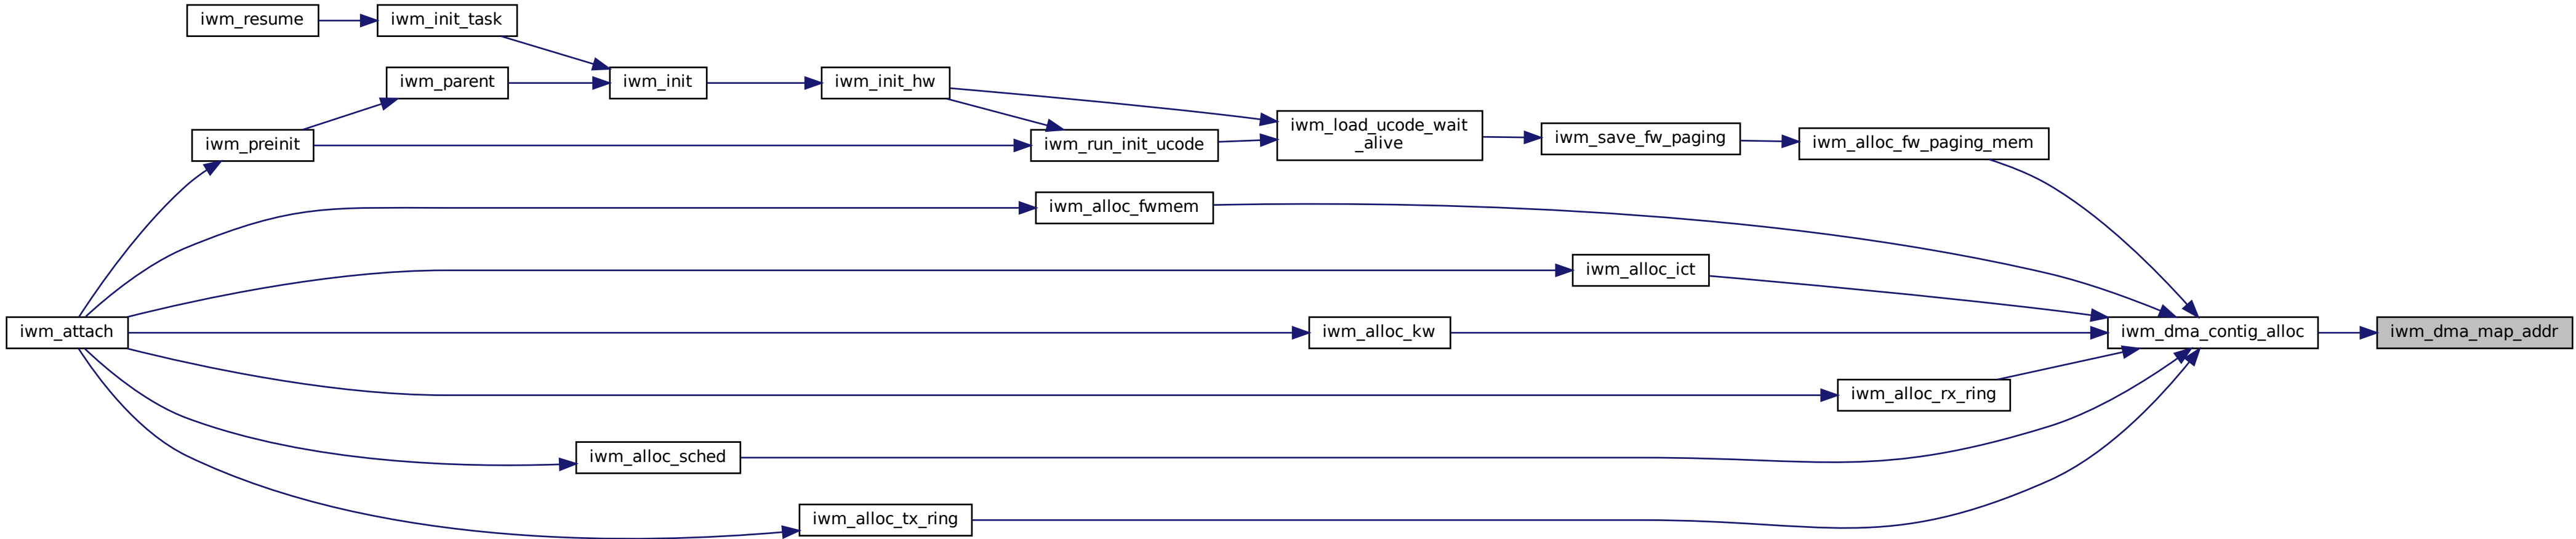 iwm_resume
iwm_init_task
iwm_parent
iwm_init
iwm_init_hw
iwm_preinit
iwm_run_init_ucode
iwm_load_ucode_wait
_alive
iwm_save_fw_paging
iwm_alloc_fw_paging_mem
iwm_alloc_fwmem
iwm_alloc_ict
iwm_attach
iwm_alloc_kw
iwm_dma_contig_alloc
iwm_dma_map_addr
iwm_alloc_rx_ring
iwm_alloc_sched
iwm_alloc_tx_ring